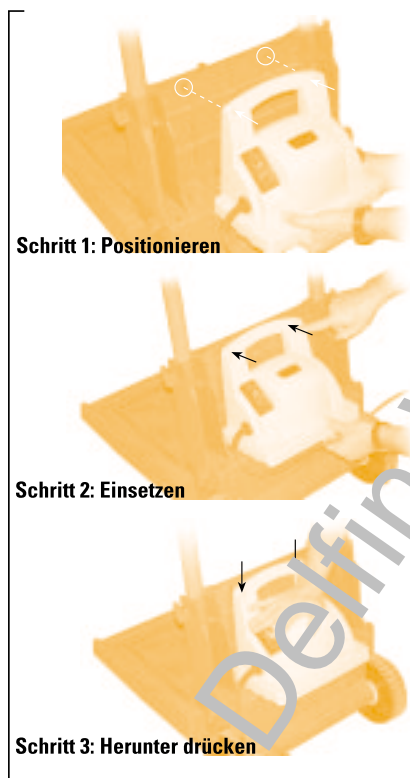 Schritt 1: Positionieren
Schritt 2: Einsetzen
Schritt 3: Herunter drücken
Delfin